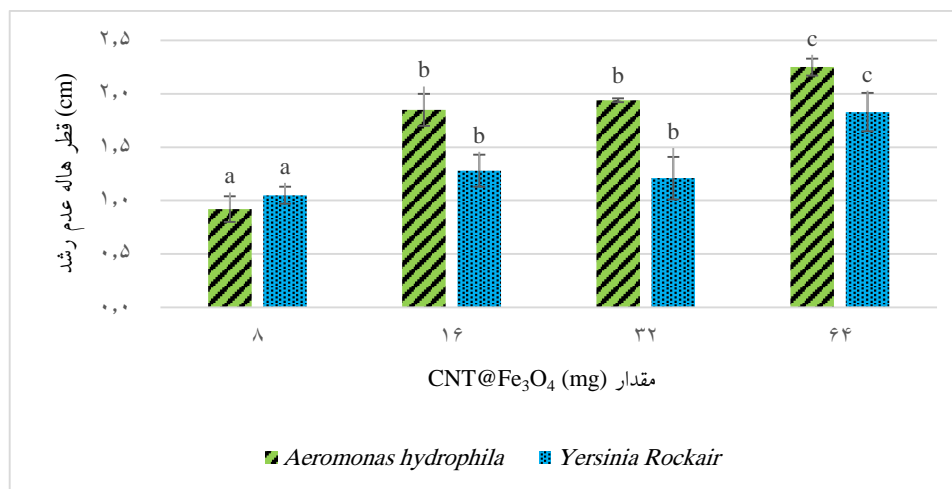 قطر هاله عدم رشد (cm)
۲,۵
۲,۰
۱,۵
۱,۰
۰,۵
۰,۰
a a
b b
b b
c c
۸ ۱۶ ۳۲ ۶۴
مقدار CNT@Fe₃O₄ (mg)
Aeromonas hydrophila Yersinia Rockair